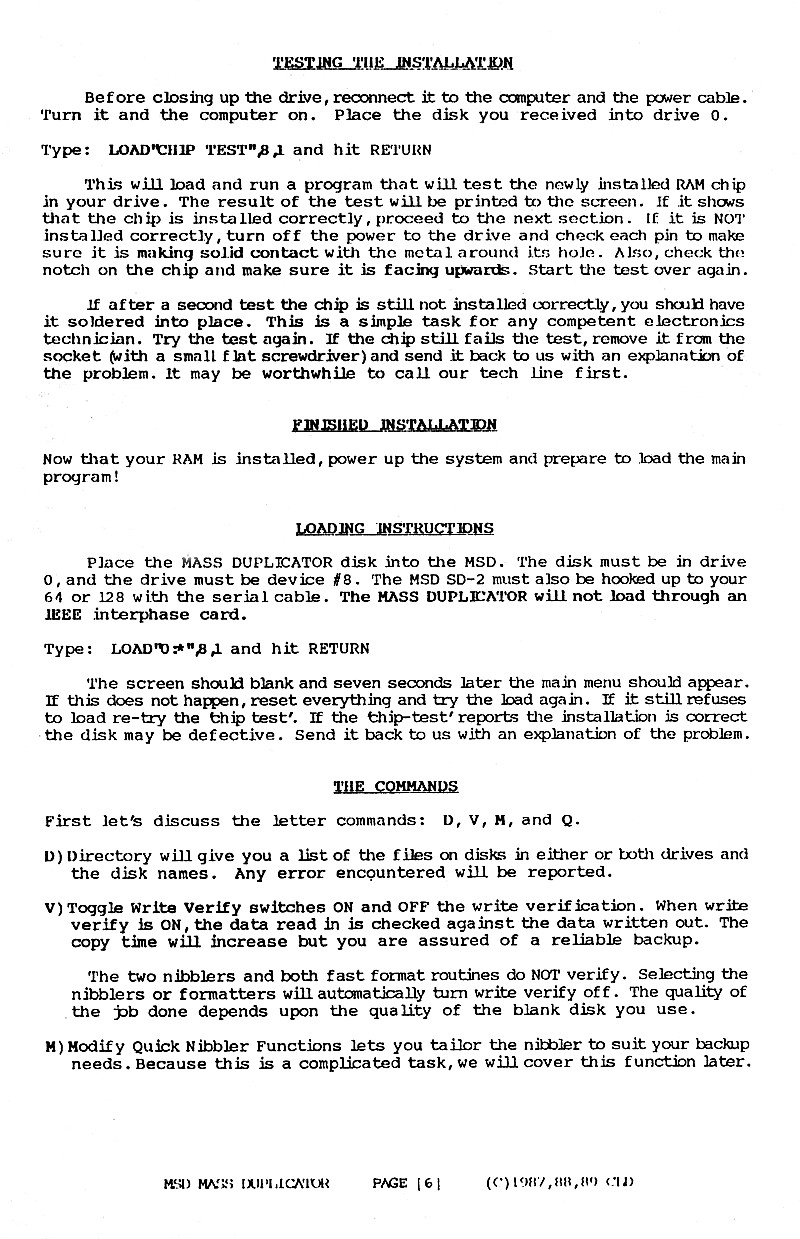 TESTING THE INSTALLATION
Before closing up the drive, reconnect it to the computer and the power cable.
Turn it and the computer on. Place the disk you received into drive 0.
Type: LOAD"CHIP TEST",8,1 and hit RETURN
This will load and run a program that will test the newly installed RAM chip
in your drive. The result of the test will be printed to the screen. If it shows
that the chip is installed correctly, proceed to the next section. If it is NOT
installed correctly, turn off the power to the drive and check each pin to make
sure it is making solid contact with the metal around its hole. Also, check the
notch on the chip and make sure it is facing upwards. Start the test over again.
If after a second test the chip is still not installed correctly, you should have
it soldered into place. This is a simple task for any competent electronics
technician. Try the test again. If the chip still fails the test, remove it from the
socket (with a small flat screwdriver) and send it back to us with an explanation of
the problem. It may be worthwhile to call our tech line first.
FINISHED INSTALLATION
Now that your RAM is installed, power up the system and prepare to load the main
program!
LOADING INSTRUCTIONS
Place the MASS DUPLICATOR disk into the MSD. The disk must be in drive
0, and the drive must be device #8. The MSD SD-2 must also be hooked up to your
64 or 128 with the serial cable. The MASS DUPLICATOR will not load through an
IEEE interphase card.
Type: LOAD"0:*",8,1 and hit RETURN
The screen should blank and seven seconds later the main menu should appear.
If this does not happen, reset everything and try the load again. If it still refuses
to load re-try the 'chip test'. If the 'chip-test' reports the installation is correct
the disk may be defective. Send it back to us with an explanation of the problem.
THE COMMANDS
First let's discuss the letter commands: D, V, M, and Q.
D) Directory will give you a list of the files on disks in either or both drives and
the disk names. Any error encountered will be reported.
V) Toggle Write Verify switches ON and OFF the write verification. When write
verify is ON, the data read in is checked against the data written out. The
copy time will increase but you are assured of a reliable backup.
The two nibblers and both fast format routines do NOT verify. Selecting the
nibblers or formatters will automatically turn write verify off. The quality of
the job done depends upon the quality of the blank disk you use.
M) Modify Quick Nibbler Functions lets you tailor the nibbler to suit your backup
needs. Because this is a complicated task, we will cover this function later.
MSD MASS DUPLICATOR PAGE [6] (C)1987,88,89 CLD